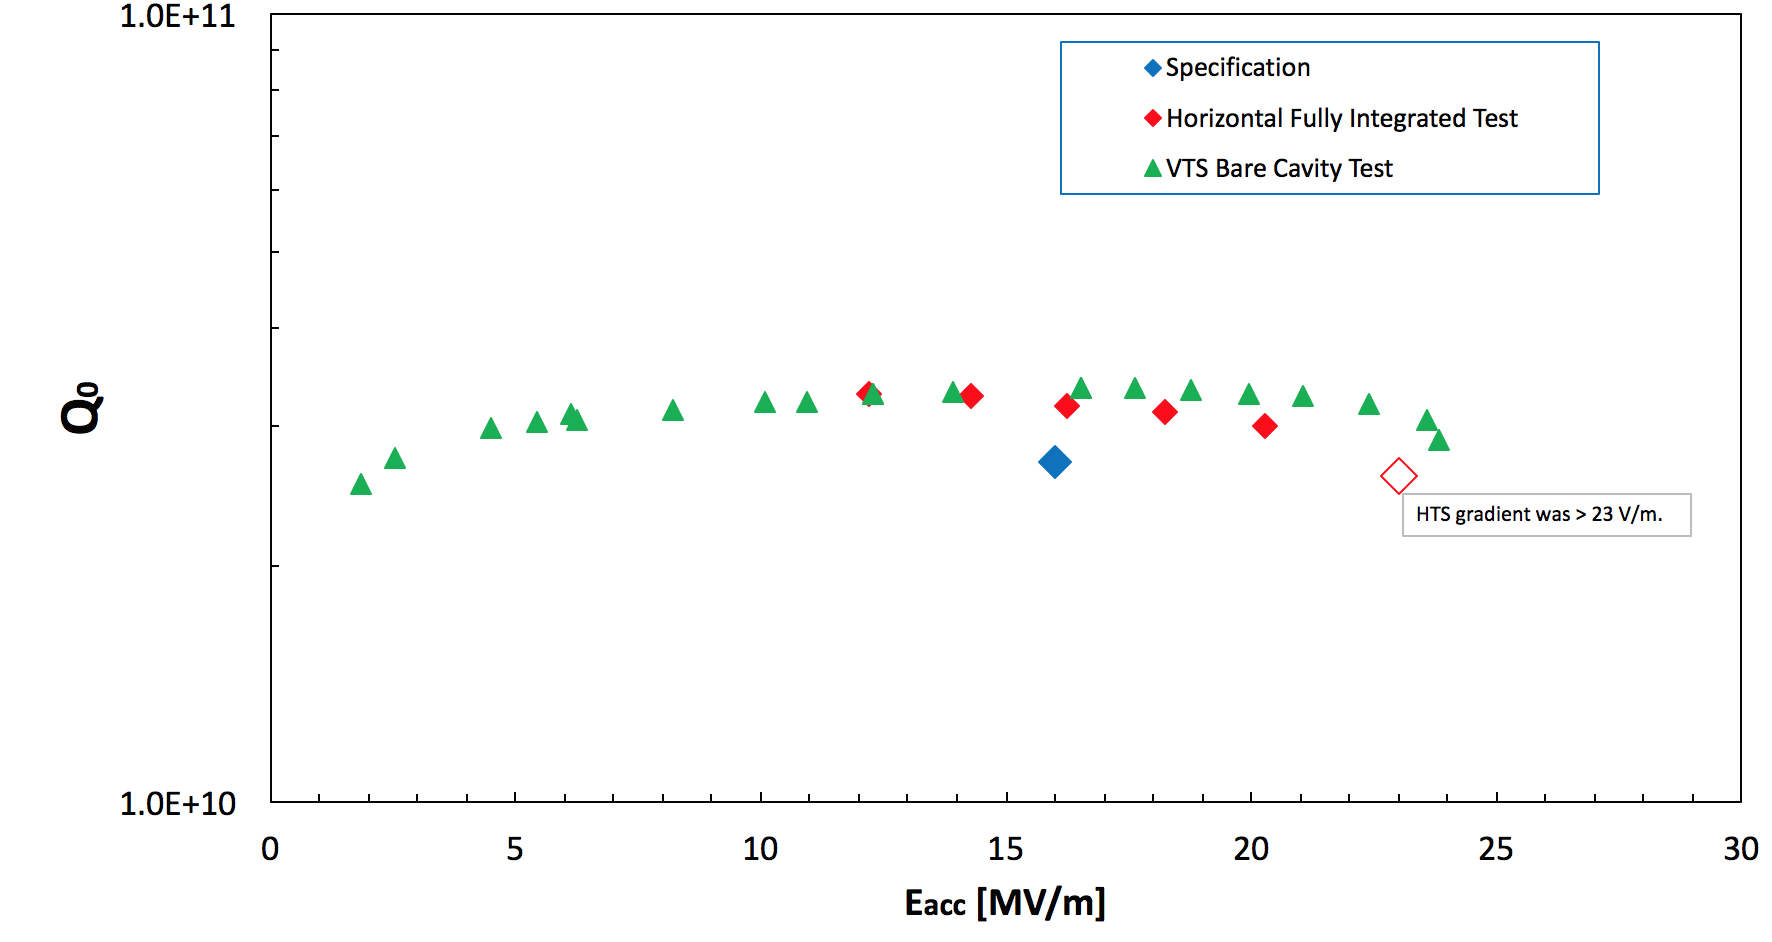 1.0E+11
Specification
Horizontal Fully Integrated Test
VTS Bare Cavity Test
Q0
HTS gradient was > 23 V/m.
1.0E+10
0 5 10 15 20 25 30
Eacc [MV/m]